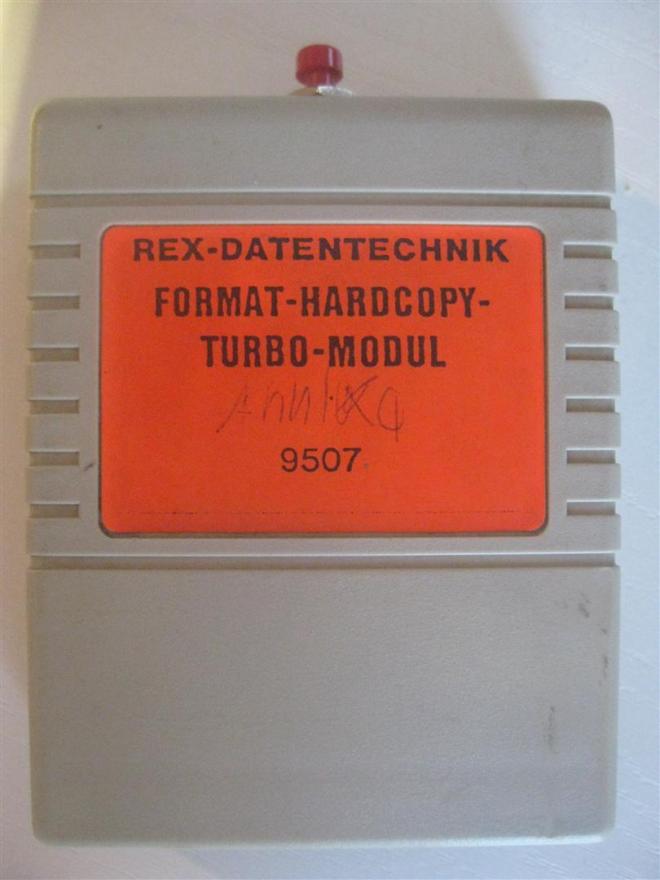 REX-DATENTECHNIK
FORMAT-HARDCOPY-
TURBO-MODUL
9507